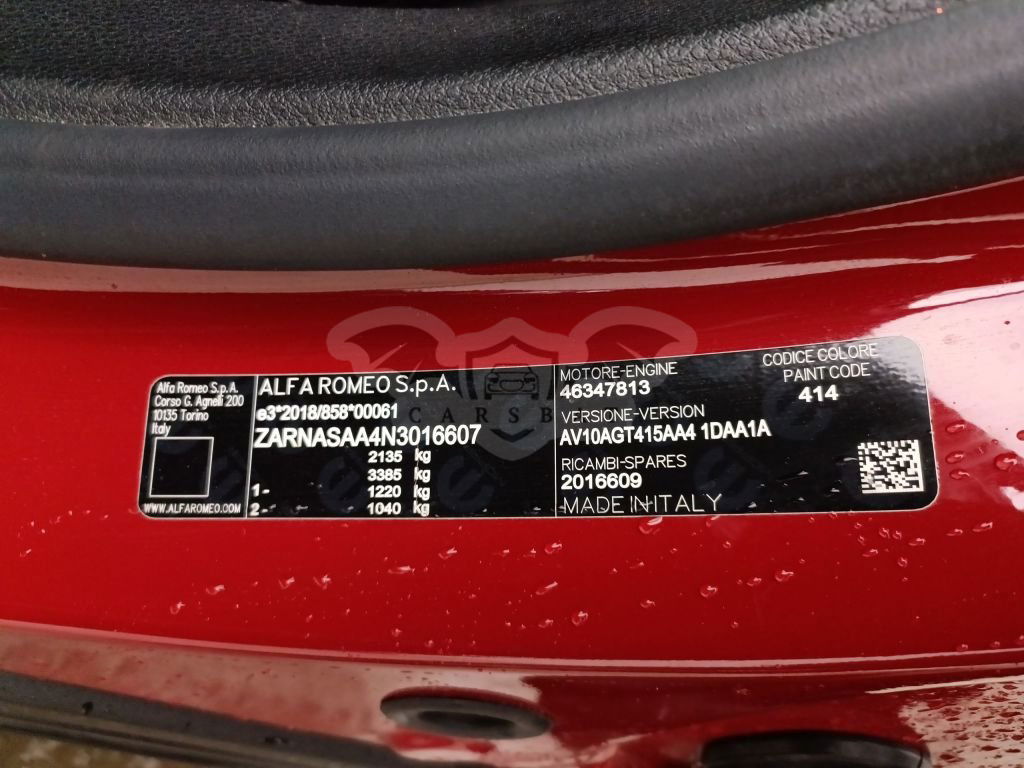 Alfa Romeo S.p.A.
Corso G. Agnelli 200
10135 Torino
Italy
WWW.ALFAROMEO.COM
ALFA ROMEO S.p.A.
e3*2018/858*00061
ZARNASAA4N3016607
2135 kg
3385 kg
1- 1220 kg
2- 1040 kg
MOTORE-ENGINE
46347813
VERSIONE-VERSION
AV10AGT415AA4 1DAA1A
RICAMBI-SPARES
2016609
MADE IN ITALY
CODICE COLORE
PAINT CODE
414
CARSB